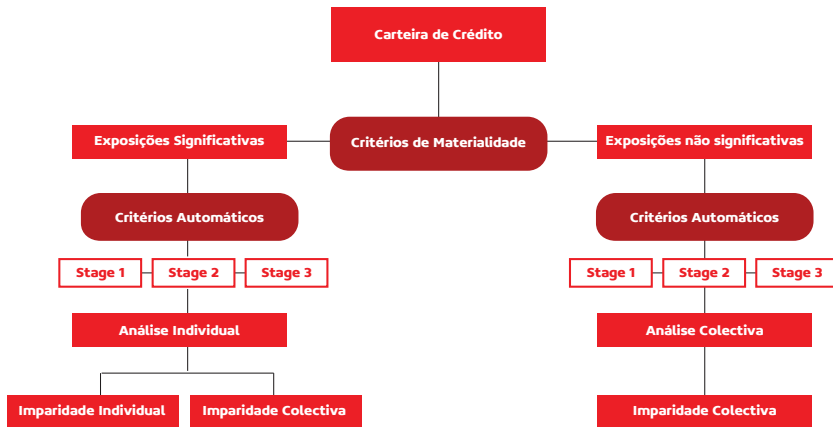 Carteira de Crédito
Exposições Significativas
Critérios de Materialidade
Exposições não significativas
Critérios Automáticos
Critérios Automáticos
Stage 1
Stage 2
Stage 3
Stage 1
Stage 2
Stage 3
Análise Individual
Análise Colectiva
Imparidade Individual
Imparidade Colectiva
Imparidade Colectiva